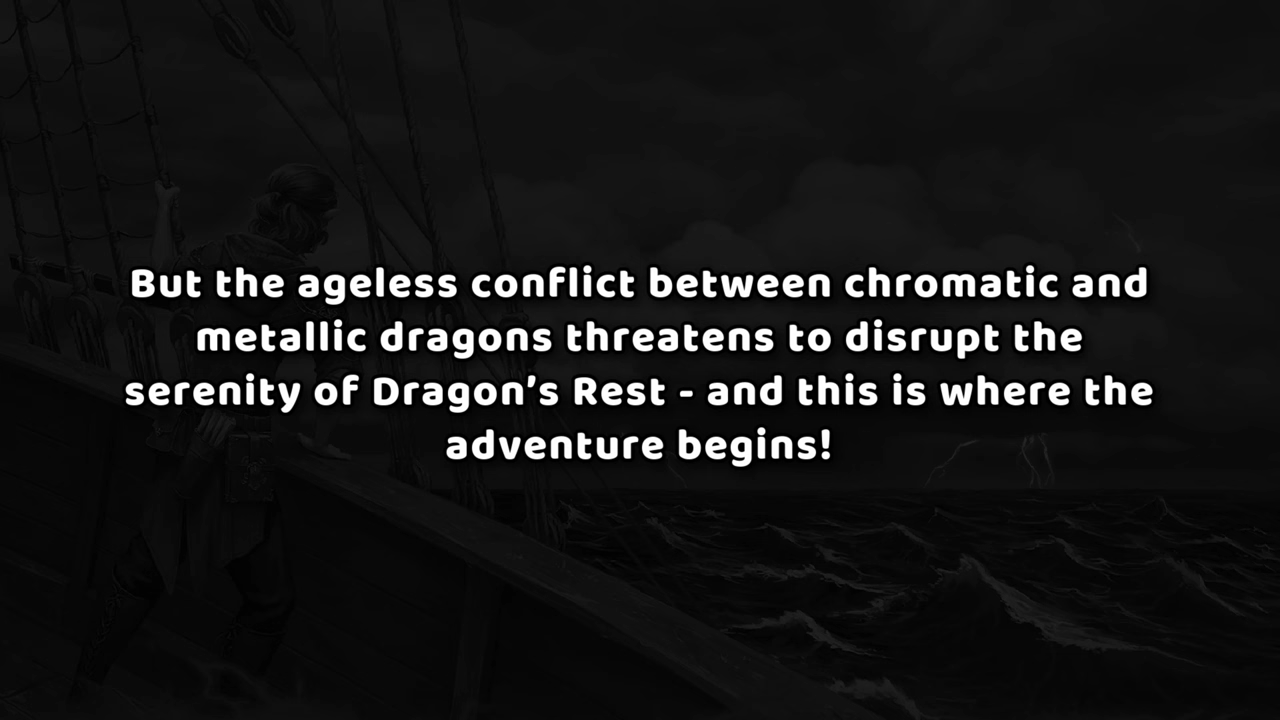 But the ageless conflict between chromatic and
metallic dragons threatens to disrupt the
serenity of Dragon’s Rest - and this is where the
adventure begins!